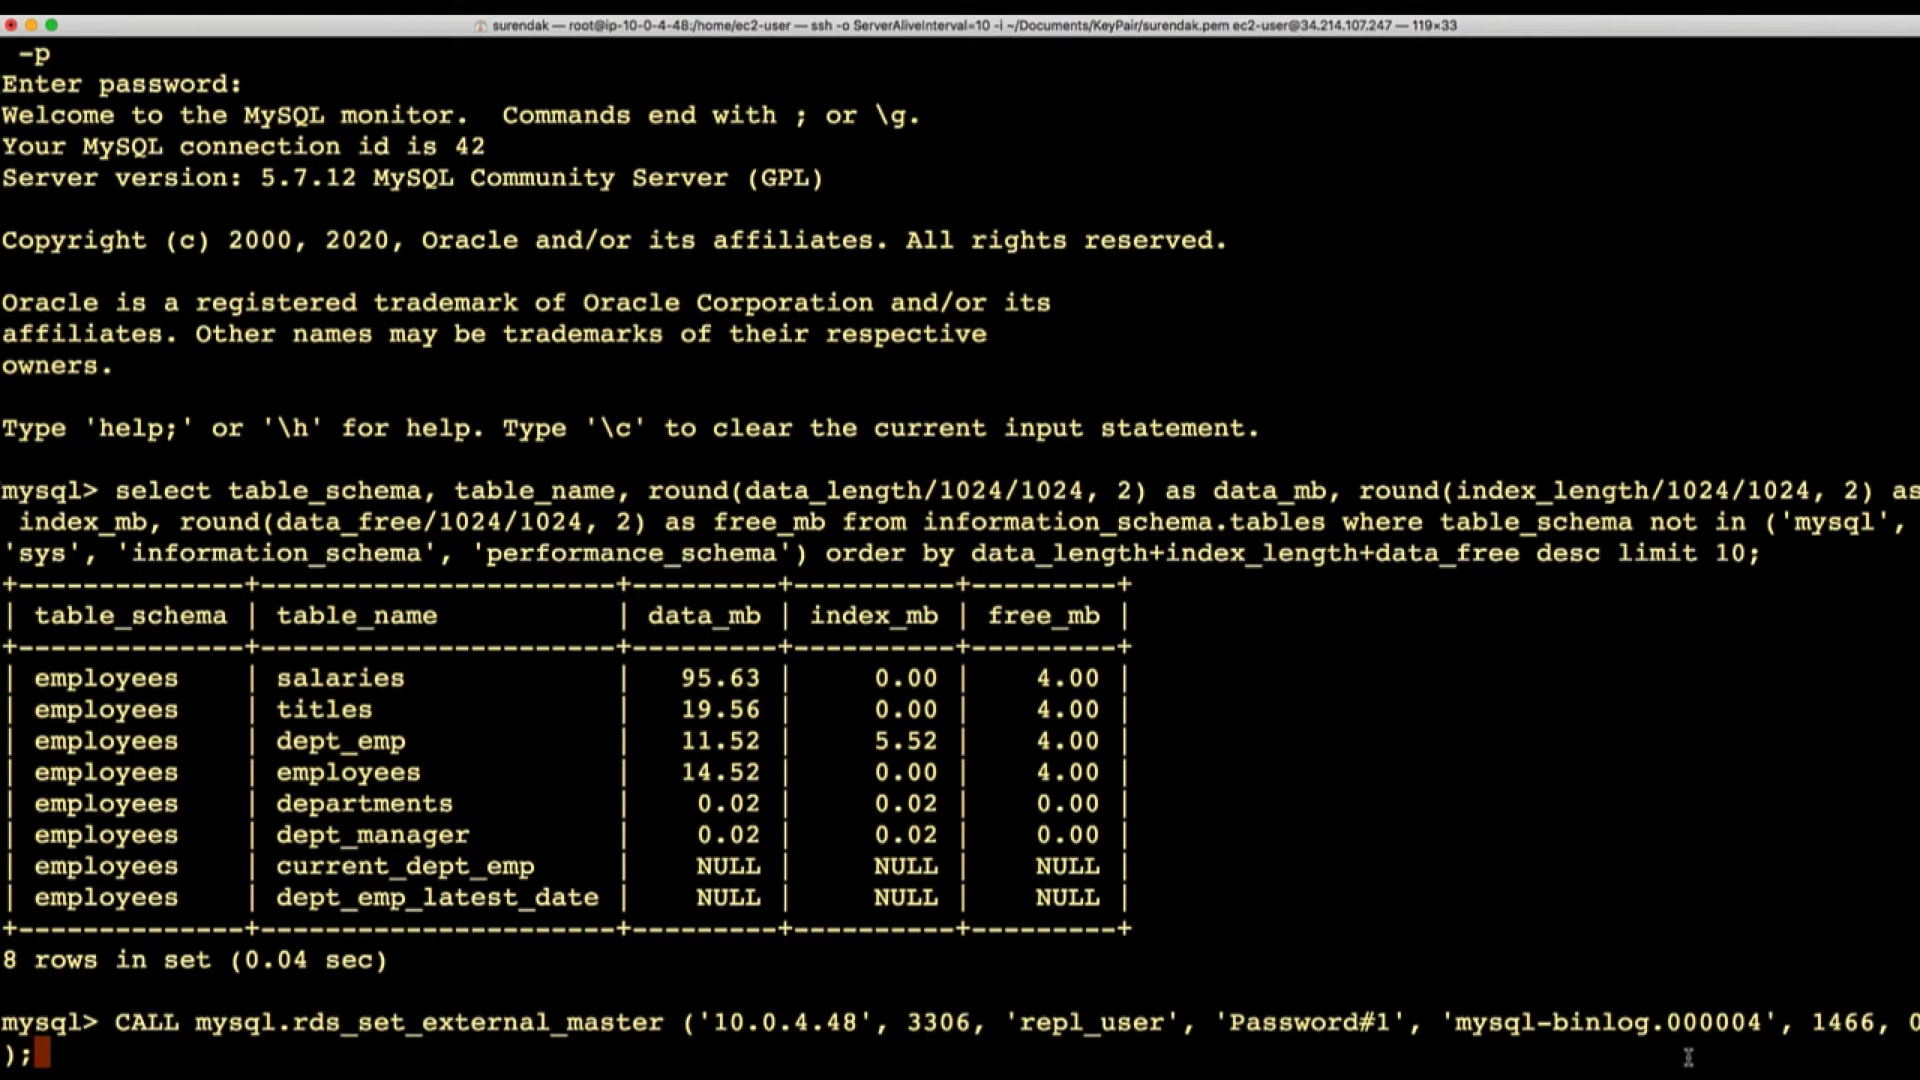 surendak — root@ip-10-0-4-48:/home/ec2-user — ssh -o ServerAliveInterval=10 -i ~/Documents/KeyPair/surendak.pem ec2-user@34.214.107.247 — 119×33
-p
Enter password:
Welcome to the MySQL monitor.  Commands end with ; or \g.
Your MySQL connection id is 42
Server version: 5.7.12 MySQL Community Server (GPL)
Copyright (c) 2000, 2020, Oracle and/or its affiliates. All rights reserved.
Oracle is a registered trademark of Oracle Corporation and/or its
affiliates. Other names may be trademarks of their respective
owners.
Type 'help;' or '\h' for help. Type '\c' to clear the current input statement.
mysql> select table_schema, table_name, round(data_length/1024/1024, 2) as data_mb, round(index_length/1024/1024, 2) as
 index_mb, round(data_free/1024/1024, 2) as free_mb from information_schema.tables where table_schema not in ('mysql',
'sys', 'information_schema', 'performance_schema') order by data_length+index_length+data_free desc limit 10;
+--------------+----------------------+---------+----------+---------+
| table_schema | table_name           | data_mb | index_mb | free_mb |
+--------------+----------------------+---------+----------+---------+
| employees    | salaries             |   95.63 |     0.00 |    4.00 |
| employees    | titles               |   19.56 |     0.00 |    4.00 |
| employees    | dept_emp             |   11.52 |     5.52 |    4.00 |
| employees    | employees            |   14.52 |     0.00 |    4.00 |
| employees    | departments          |    0.02 |     0.02 |    0.00 |
| employees    | dept_manager         |    0.02 |     0.02 |    0.00 |
| employees    | current_dept_emp     |    NULL |     NULL |    NULL |
| employees    | dept_emp_latest_date |    NULL |     NULL |    NULL |
+--------------+----------------------+---------+----------+---------+
8 rows in set (0.04 sec)
mysql> CALL mysql.rds_set_external_master ('10.0.4.48', 3306, 'repl_user', 'Password#1', 'mysql-binlog.000004', 1466, 0
);